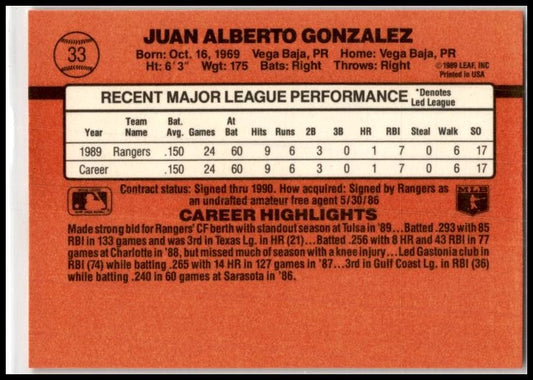 33
JUAN ALBERTO GONZALEZ
Born: Oct. 16, 1969 Vega Baja, PR Home: Vega Baja, PR
Ht: 6' 3" Wgt: 175 Bats: Right Throws: Right
©1989 LEAF, INC
Printed in USA
RECENT MAJOR LEAGUE PERFORMANCE *Denotes Led League
Year Team Name Bat. Avg. Games At Bat Hits Runs 2B 3B HR RBI Steal Walk SO
1989 Rangers .150 24 60 9 6 3 0 1 7 0 6 17
Career .150 24 60 9 6 3 0 1 7 0 6 17
Contract status: Signed thru 1990. How acquired: Signed by Rangers as
an undrafted amateur free agent 5/30/86
MLB
CAREER HIGHLIGHTS
Made strong bid for Rangers' CF berth with standout season at Tulsa in '89...Batted .293 with 85
RBI in 133 games and was 3rd in Texas Lg. in HR (21)...Batted .256 with 8 HR and 43 RBI in 77
games at Charlotte in '88, but missed much of season with a knee injury...Led Gastonia club in
RBI (74) while batting .265 with 14 HR in 127 games in '87...3rd in Gulf Coast Lg. in RBI (36)
while batting .240 in 60 games at Sarasota in '86.